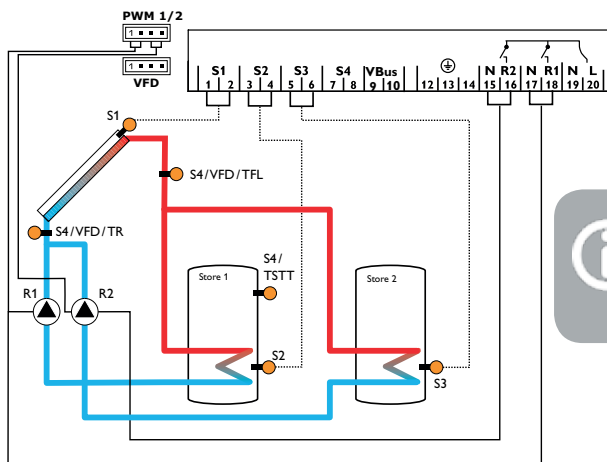 PWM 1/2
1
VFD
1
S1 S2 S3 S4 VBus N R2 N R1 N L
1 2 3 4 5 6 7 8 9 10 12 13 14 15 16 17 18 19 20
S1
S4/VFD/TFL
S4/VFD/TR
R1 R2
Store 1
S4/
TSTT
Store 2
S2
S3
i